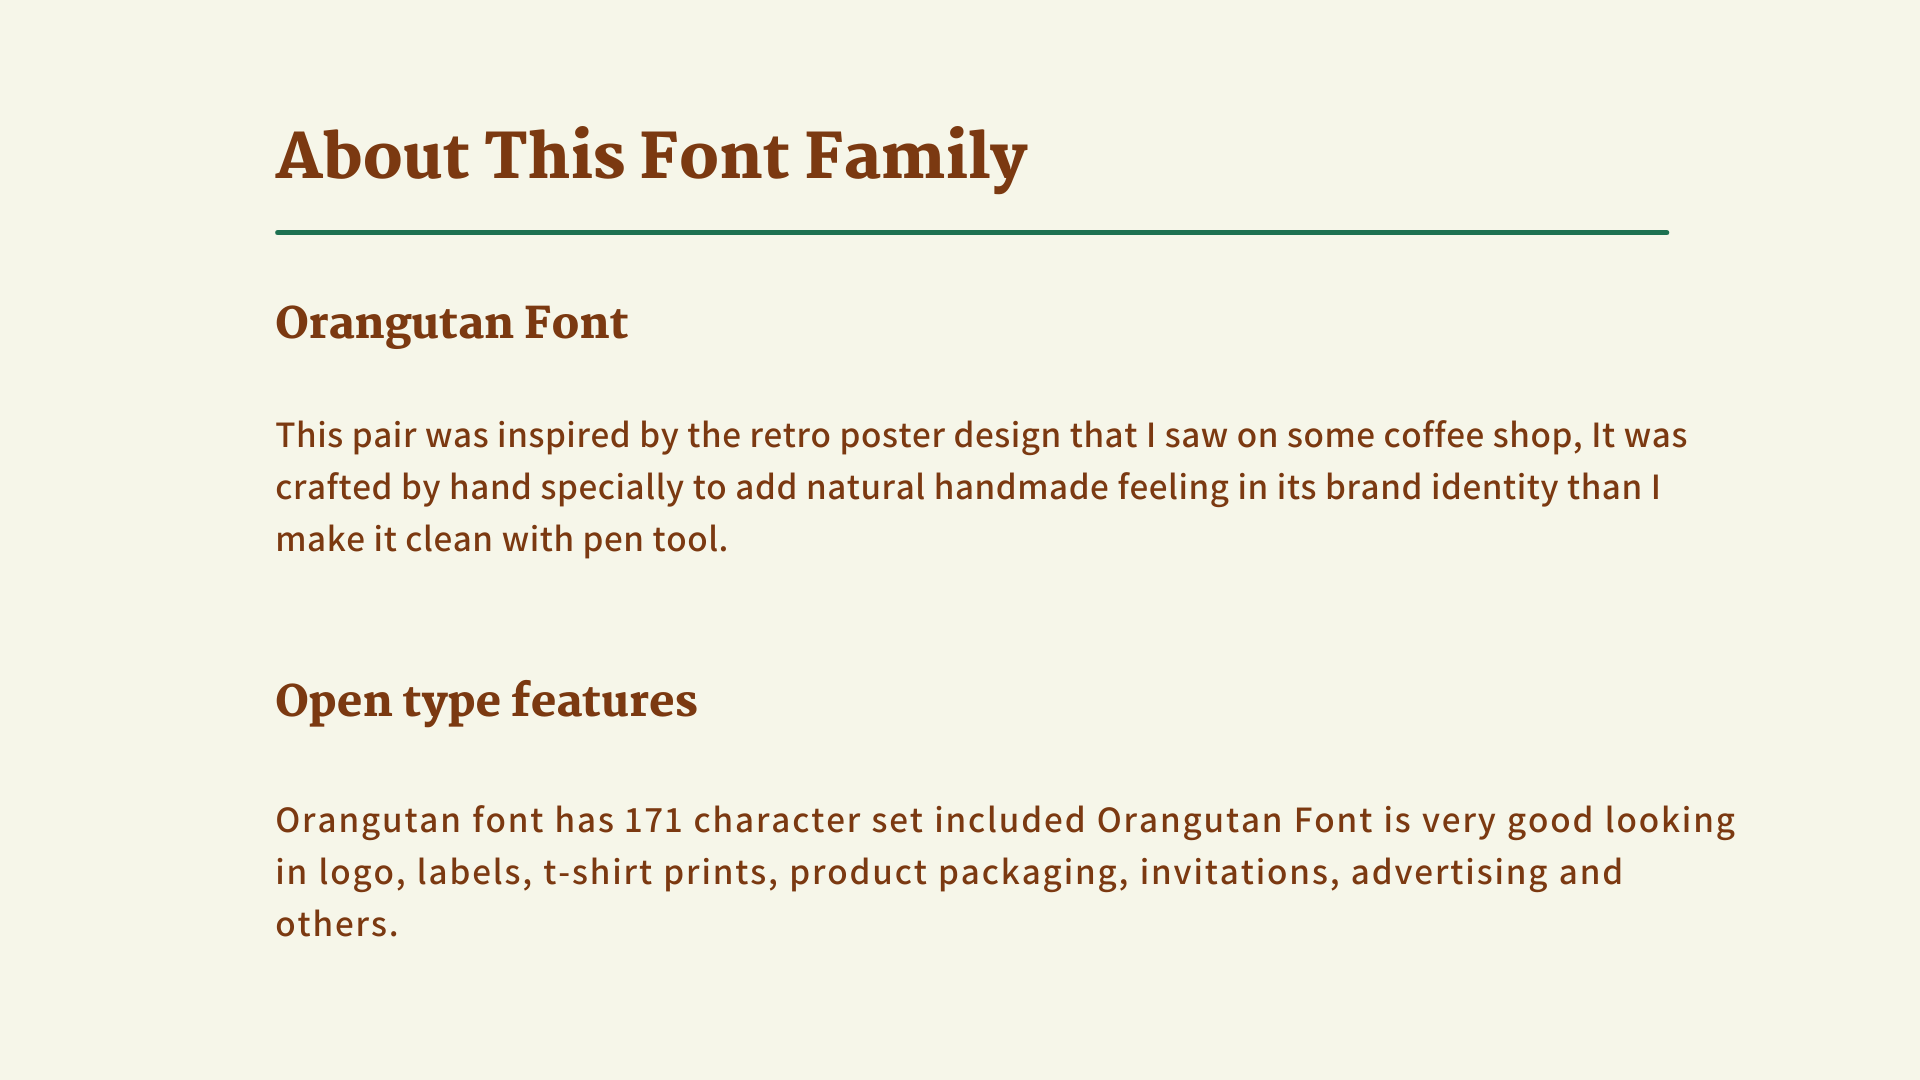 About This Font Family
Orangutan Font
This pair was inspired by the retro poster design that I saw on some coffee shop, It was
crafted by hand specially to add natural handmade feeling in its brand identity than I
make it clean with pen tool.
Open type features
Orangutan font has 171 character set included Orangutan Font is very good looking
in logo, labels, t-shirt prints, product packaging, invitations, advertising and
others.